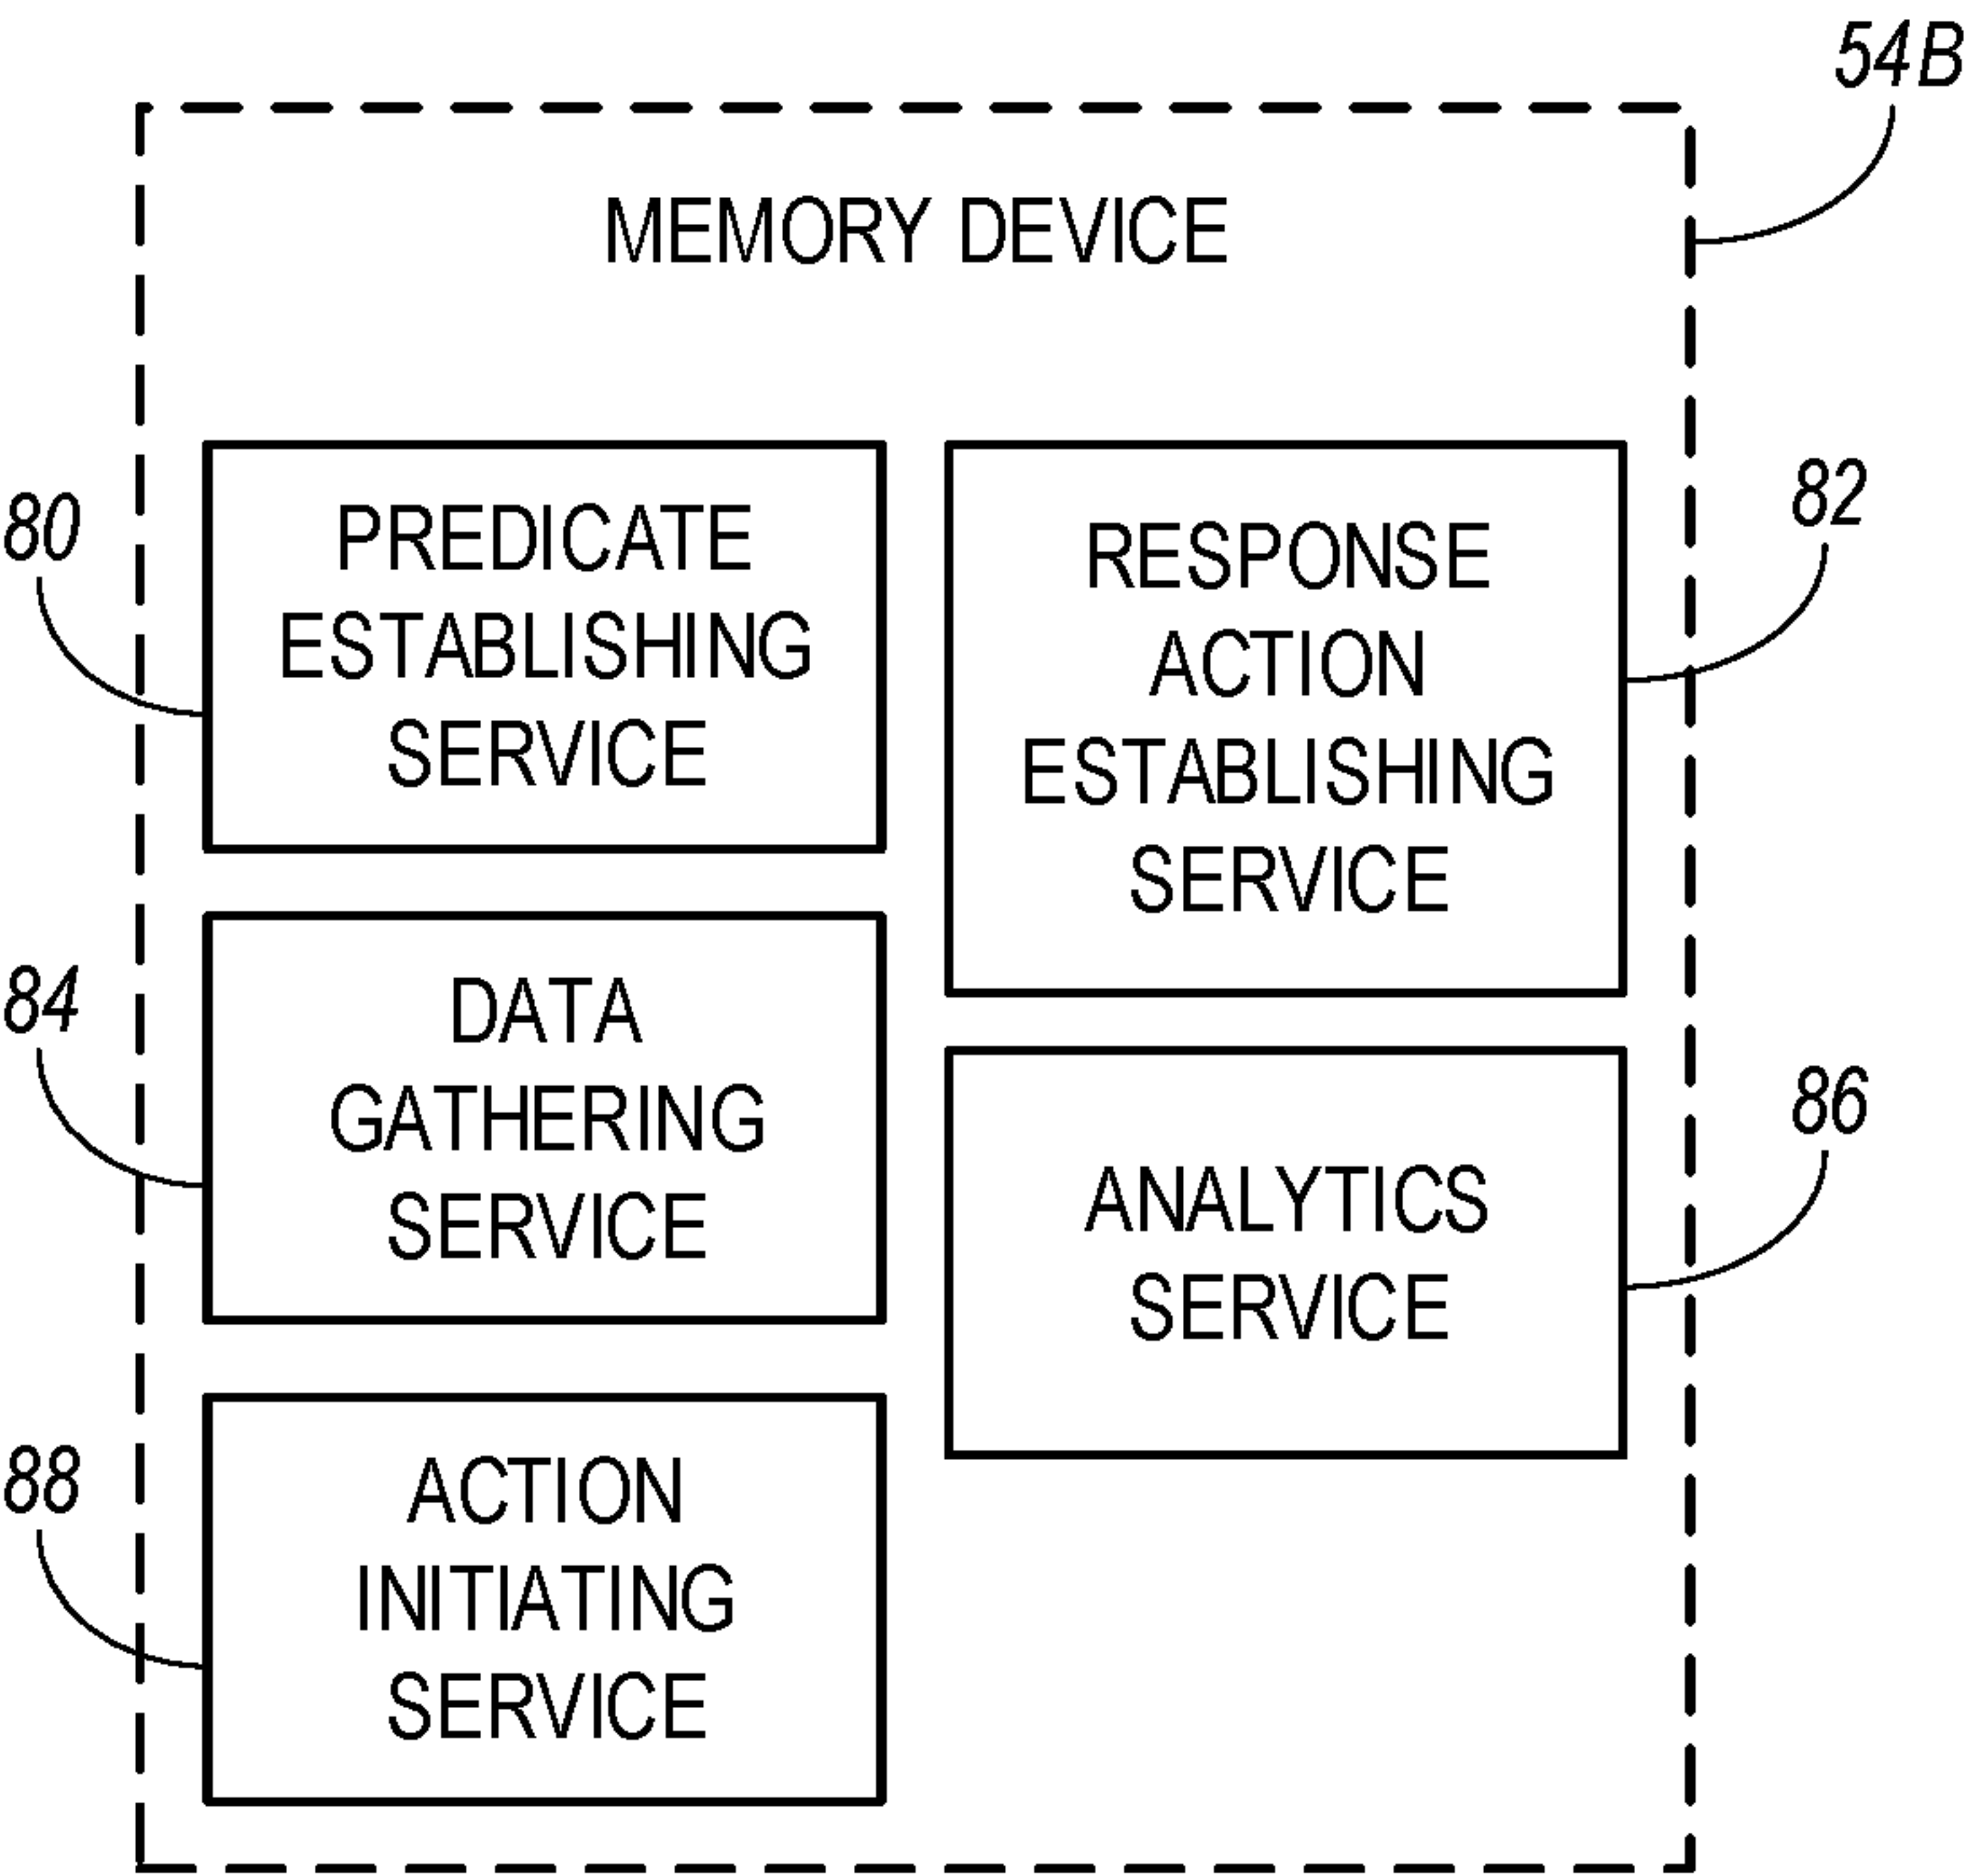 54B
MEMORY DEVICE
80
PREDICATE
ESTABLISHING
SERVICE
82
RESPONSE
ACTION
ESTABLISHING
SERVICE
84
DATA
GATHERING
SERVICE
86
ANALYTICS
SERVICE
88
ACTION
INITIATING
SERVICE